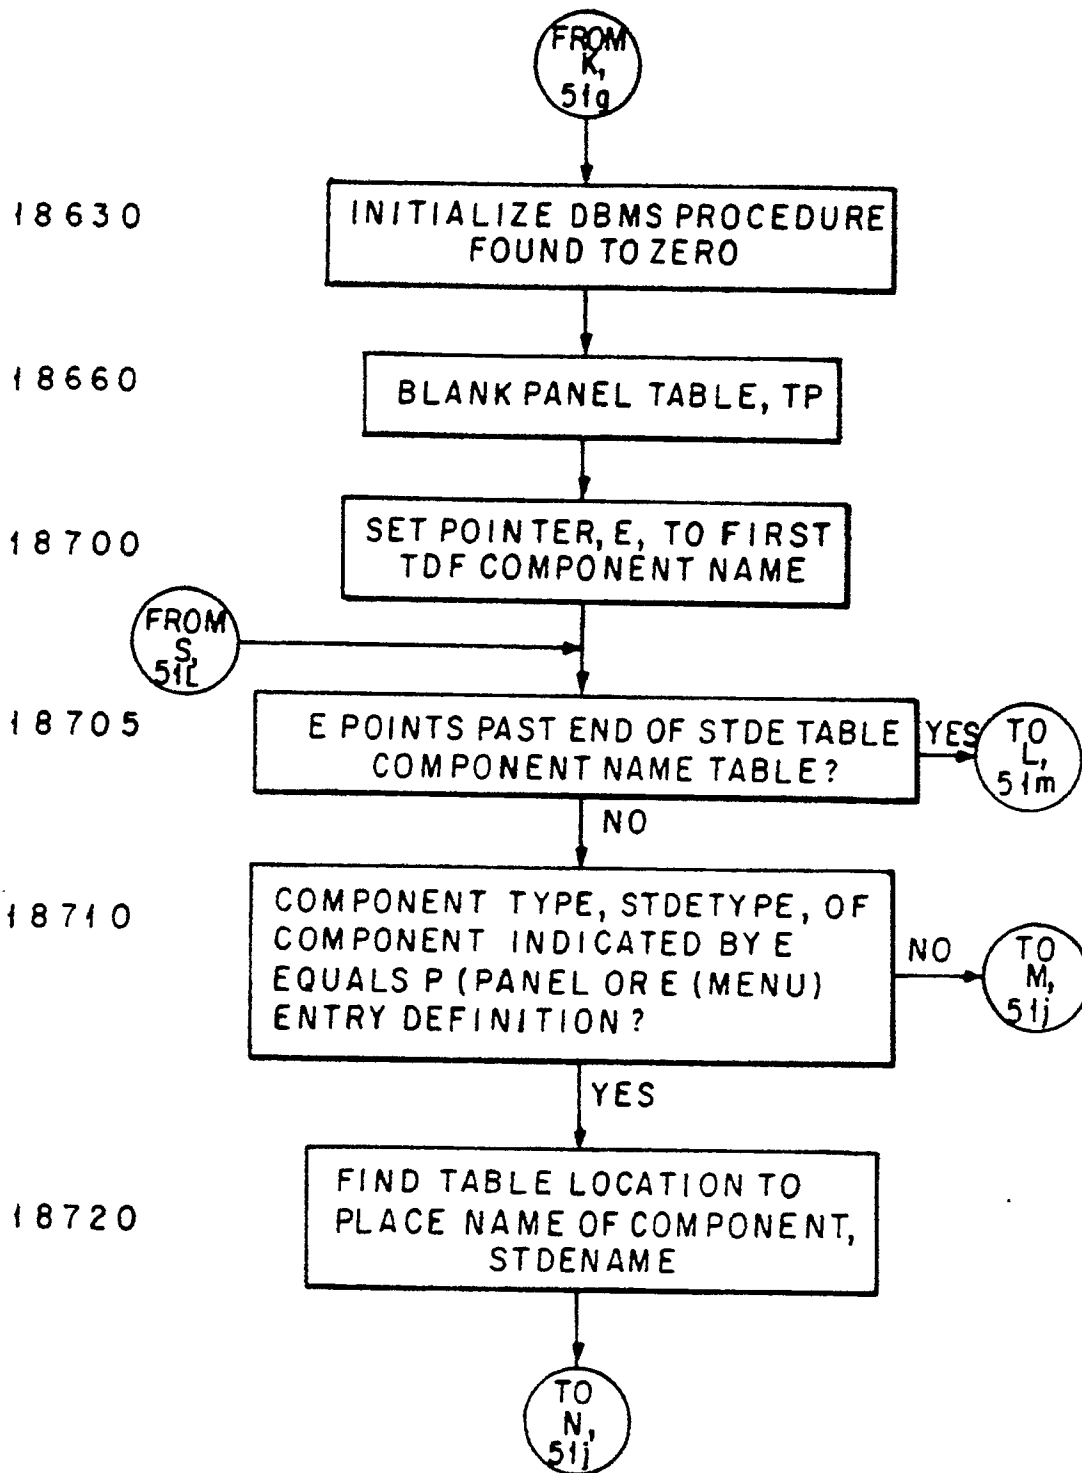 FROM
K,
51g
18630
INITIALIZE DBMS PROCEDURE
FOUND TO ZERO
18660
BLANK PANEL TABLE, TP
18700
SET POINTER, E, TO FIRST
TDF COMPONENT NAME
FROM
S,
18705
E POINTS PAST END OF STDE TABLE
COMPONENT NAME TABLE?
YES
TO
L,
51m
NO
18710
COMPONENT TYPE, STDETYPE, OF
COMPONENT INDICATED BY E
EQUALS P (PANEL OR E (MENU)
ENTRY DEFINITION?
NO
TO
M,
51j
YES
18720
FIND TABLE LOCATION TO
PLACE NAME OF COMPONENT,
STDENAME
TO
N,
51j